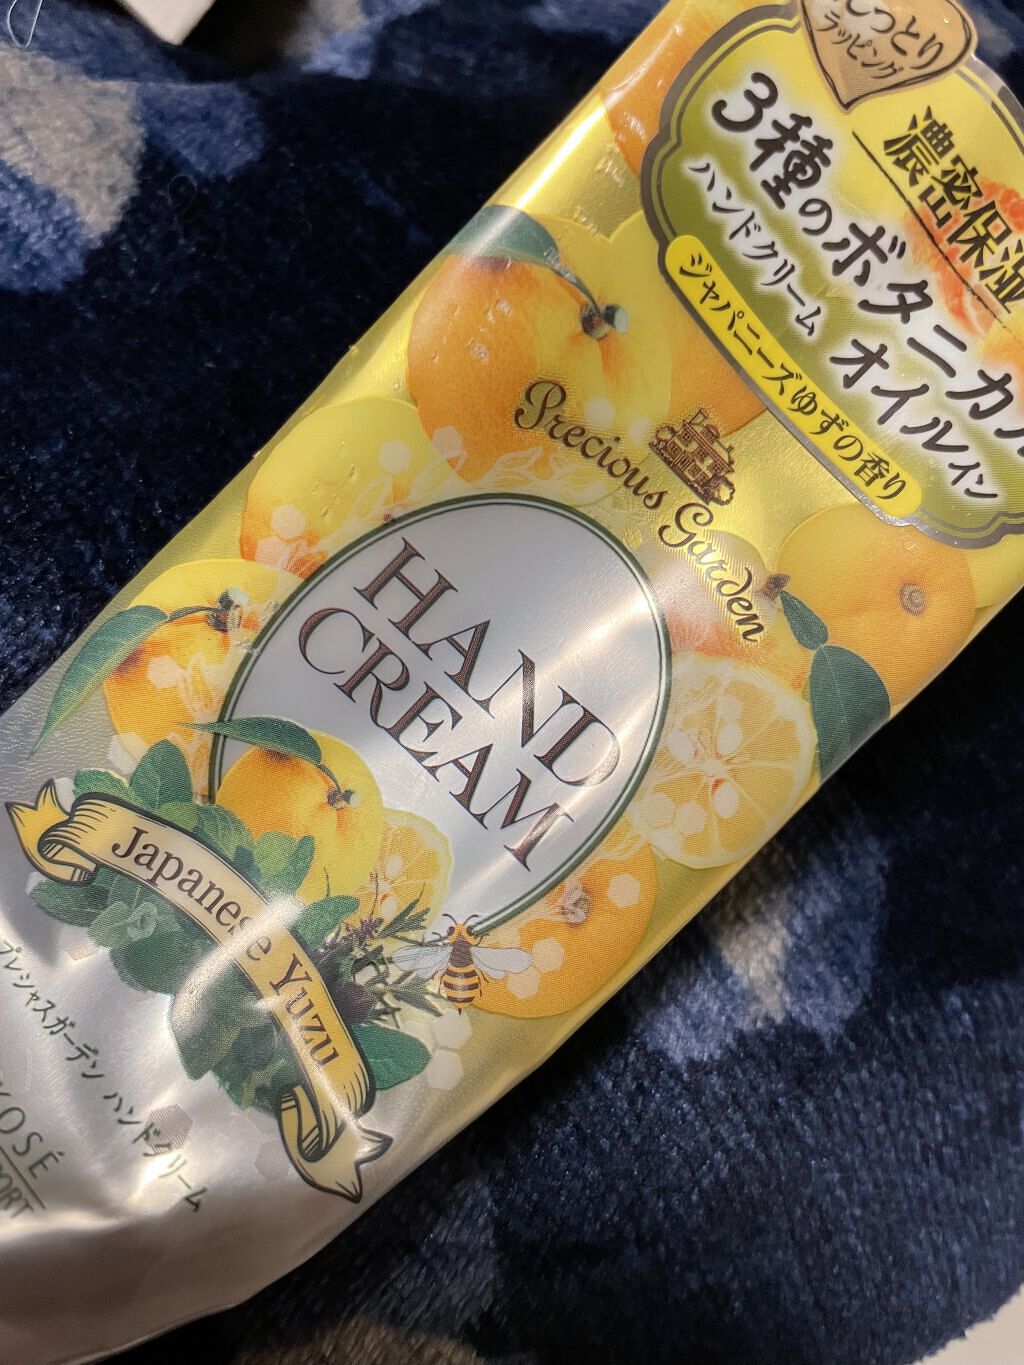 しっとり
ラッピング
濃密保湿
3種のボタニカル
オイルイン
ハンドクリーム
ジャパニーズゆずの香り
Precious Garden
HAND
CREAM
Japanese Yuzu
プレシャスガーデン ハンドクリーム
KOSÉ
PORT